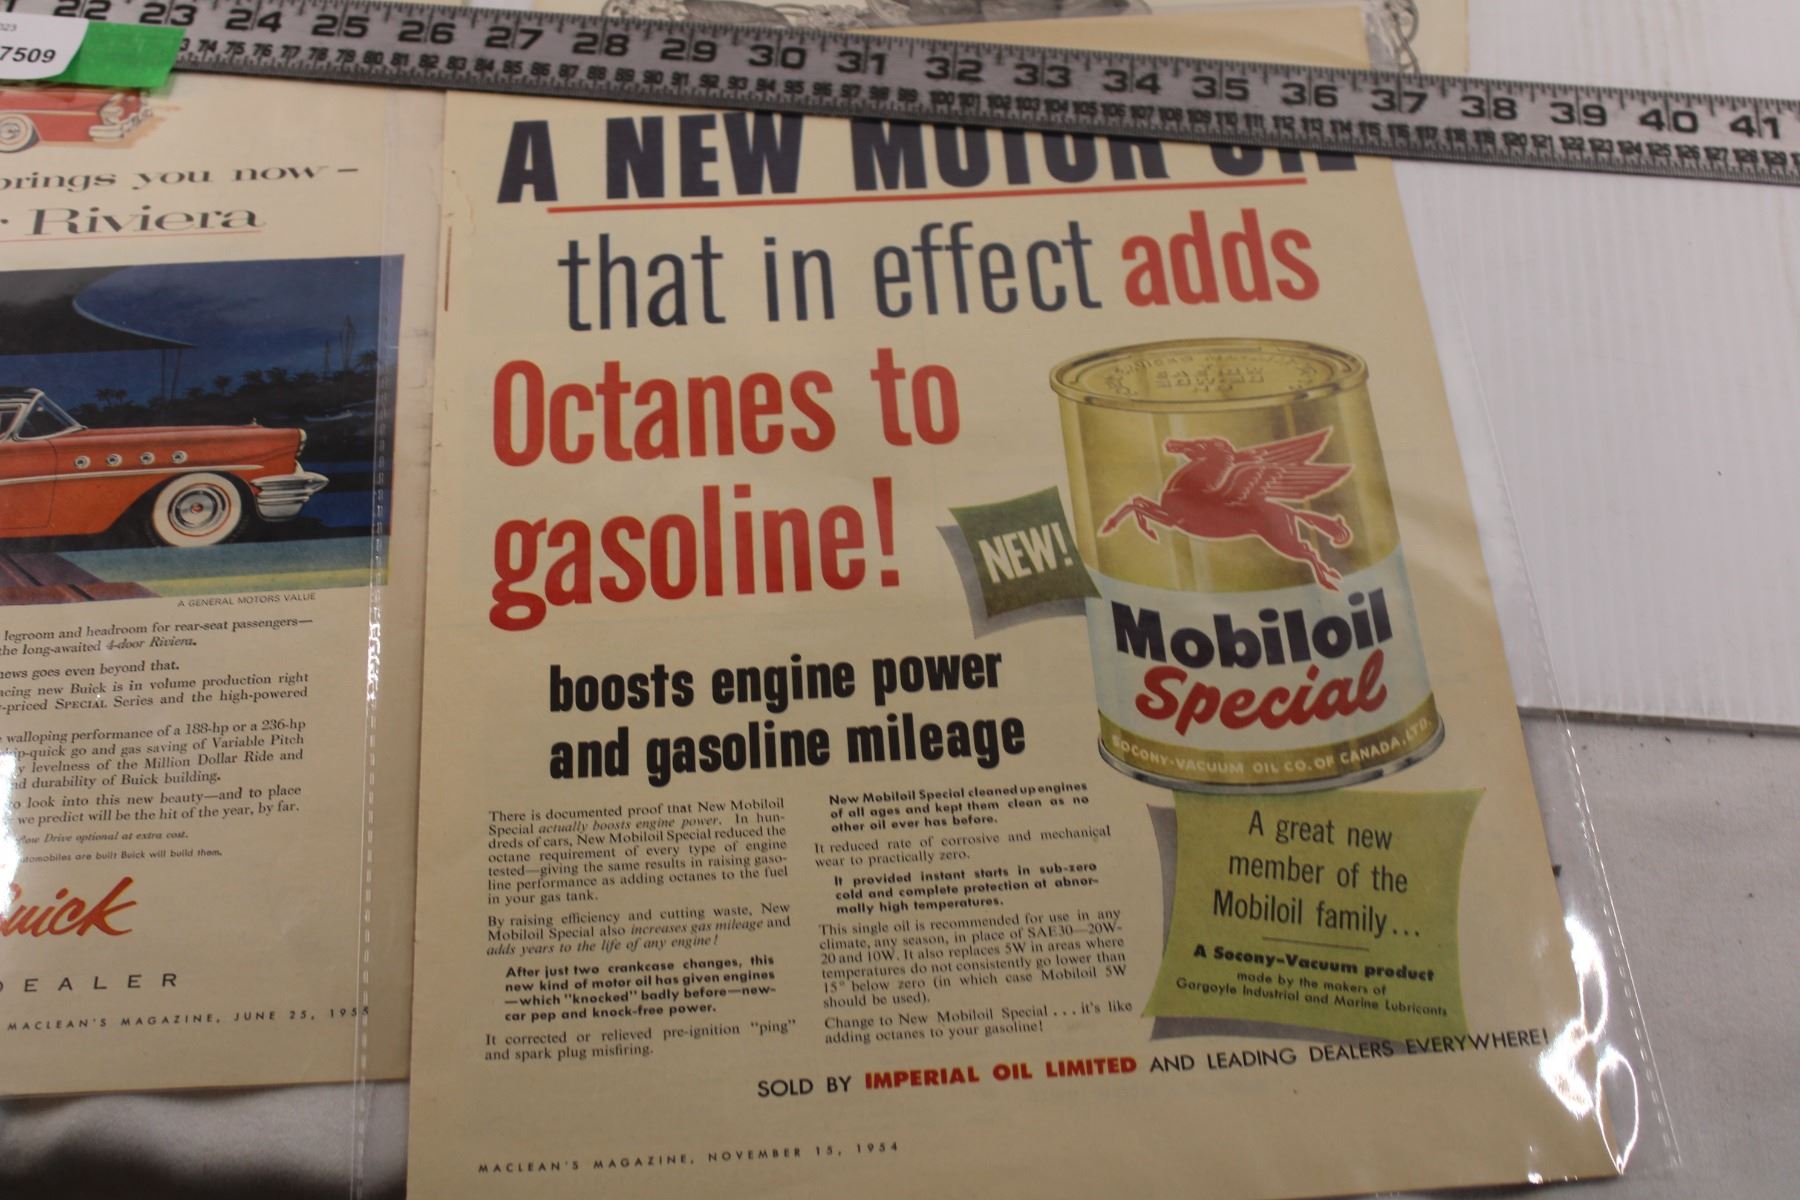 22 23 24 25 26 27 28 29 30 31 32 33 34 35 36 37 38 39 40 41
7509
brings you now –
Riviera
A GENERAL MOTORS VALUE
legroom and headroom for rear-seat passengers—
the long-awaited 4-door Riviera.
news goes even beyond that.
new Buick is in volume production right
-priced SPECIAL Series and the high-powered
walloping performance of a 188-hp or a 236-hp
-quick go and gas saving of Variable Pitch
levelness of the Million Dollar Ride and
durability of Buick building.
look into this new beauty—and to place
we predict will be the hit of the year, by far.
Drive optional at extra cost.
automobiles are built Buick will build them.
Buick
DEALER
MACLEAN'S MAGAZINE, JUNE 25, 1955
A NEW MOTOR OIL
that in effect adds
Octanes to
gasoline!
NEW!
boosts engine power
and gasoline mileage
Mobiloil
Special
SOCONY-VACUUM OIL CO. OF CANADA, LTD.
There is documented proof that New Mobiloil
Special actually boosts engine power. In hun-
dreds of cars, New Mobiloil Special reduced the
octane requirement of every type of engine
tested—giving the same results in raising gaso-
line performance as adding octanes to the fuel
in your gas tank.
By raising efficiency and cutting waste, New
Mobiloil Special also increases gas mileage and
adds years to the life of any engine!
After just two crankcase changes, this
new kind of motor oil has given engines
—which "knocked" badly before—new-
car pep and knock-free power.
It corrected or relieved pre-ignition "ping"
and spark plug misfiring.
New Mobiloil Special cleaned up engines
of all ages and kept them clean as no
other oil ever has before.
It reduced rate of corrosive and mechanical
wear to practically zero.
It provided instant starts in sub-zero
cold and complete protection at abnor-
mally high temperatures.
This single oil is recommended for use in any
climate, any season, in place of SAE30—20W-
20 and 10W. It also replaces 5W in areas where
temperatures do not consistently go lower than
15° below zero (in which case Mobiloil 5W
should be used).
Change to New Mobiloil Special . . . it's like
adding octanes to your gasoline!
A great new
member of the
Mobiloil family...
A Socony-Vacuum product
made by the makers of
Gargoyle Industrial and Marine Lubricants
SOLD BY IMPERIAL OIL LIMITED AND LEADING DEALERS EVERYWHERE!
MACLEAN'S MAGAZINE, NOVEMBER 15, 1954